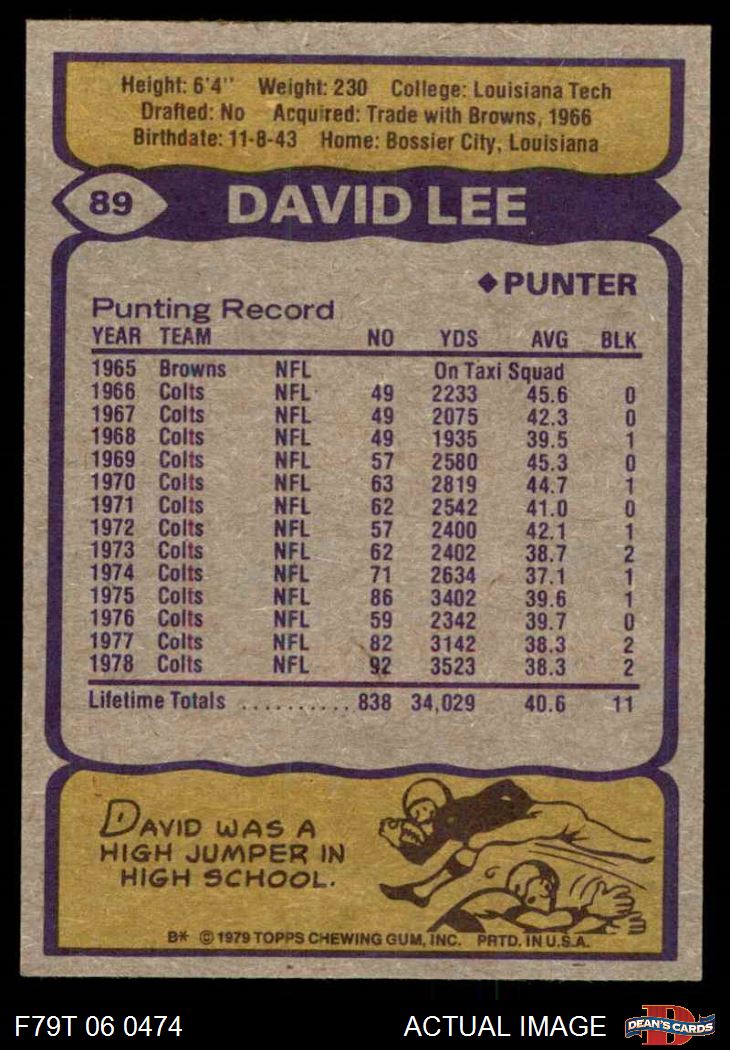 Height: 6'4" Weight: 230 College: Louisiana Tech
Drafted: No Acquired: Trade with Browns, 1966
Birthdate: 11-8-43 Home: Bossier City, Louisiana
89 DAVID LEE
◆PUNTER
Punting Record
YEAR TEAM NO YDS AVG BLK
1965 Browns NFL On Taxi Squad
1966 Colts NFL 49 2233 45.6 0
1967 Colts NFL 49 2075 42.3 0
1968 Colts NFL 49 1935 39.5 1
1969 Colts NFL 57 2580 45.3 0
1970 Colts NFL 63 2819 44.7 1
1971 Colts NFL 62 2542 41.0 0
1972 Colts NFL 57 2400 42.1 1
1973 Colts NFL 62 2402 38.7 2
1974 Colts NFL 71 2634 37.1 1
1975 Colts NFL 86 3402 39.6 1
1976 Colts NFL 59 2342 39.7 0
1977 Colts NFL 82 3142 38.3 2
1978 Colts NFL 92 3523 38.3 2
Lifetime Totals .......... 838 34,029 40.6 11
DAVID WAS A
HIGH JUMPER IN
HIGH SCHOOL.
B* © 1979 TOPPS CHEWING GUM, INC. PRTD. IN U.S.A.
F79T 06 0474 ACTUAL IMAGE D DEAN'S CARDS